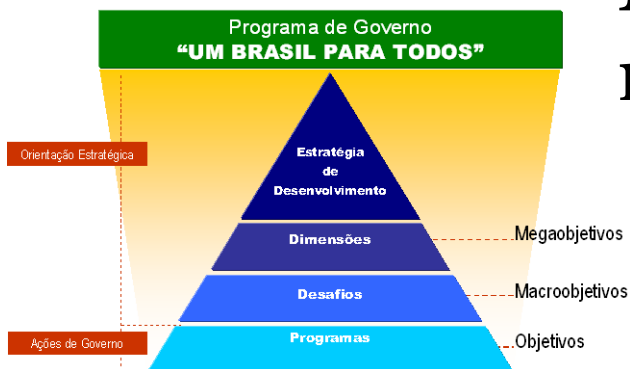 Programa de Governo
“UM BRASIL PARA TODOS”
Orientação Estratégica
Estratégia
de
Desenvolvimento
Dimensões
Megaobjetivos
Desafios
Macroobjetivos
Programas
Objetivos
Ações de Governo